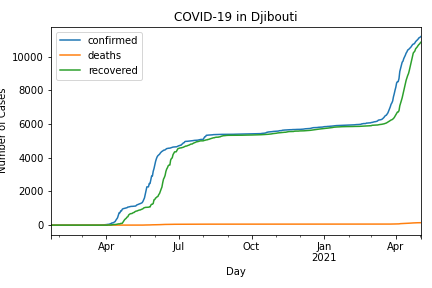 COVID-19 in Djibouti
confirmed
deaths
recovered
10000
8000
6000
4000
2000
0
Number of Cases
Apr
Jul
Oct
Jan
2021
Apr
Day